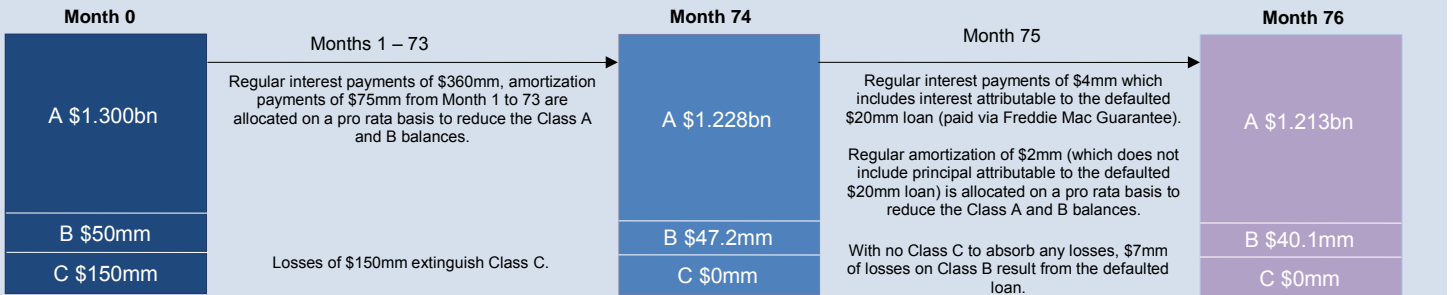 Month 0
A $1.300bn
B $50mm
C $150mm
Months 1 – 73
Regular interest payments of $360mm, amortization
payments of $75mm from Month 1 to 73 are
allocated on a pro rata basis to reduce the Class A
and B balances.
Losses of $150mm extinguish Class C.
Month 74
A $1.228bn
B $47.2mm
C $0mm
Month 75
Regular interest payments of $4mm which
includes interest attributable to the defaulted
$20mm loan (paid via Freddie Mac Guarantee).
Regular amortization of $2mm (which does not
include principal attributable to the defaulted
$20mm loan) is allocated on a pro rata basis to
reduce the Class A and B balances.
With no Class C to absorb any losses, $7mm
of losses on Class B result from the defaulted
loan.
Month 76
A $1.213bn
B $40.1mm
C $0mm